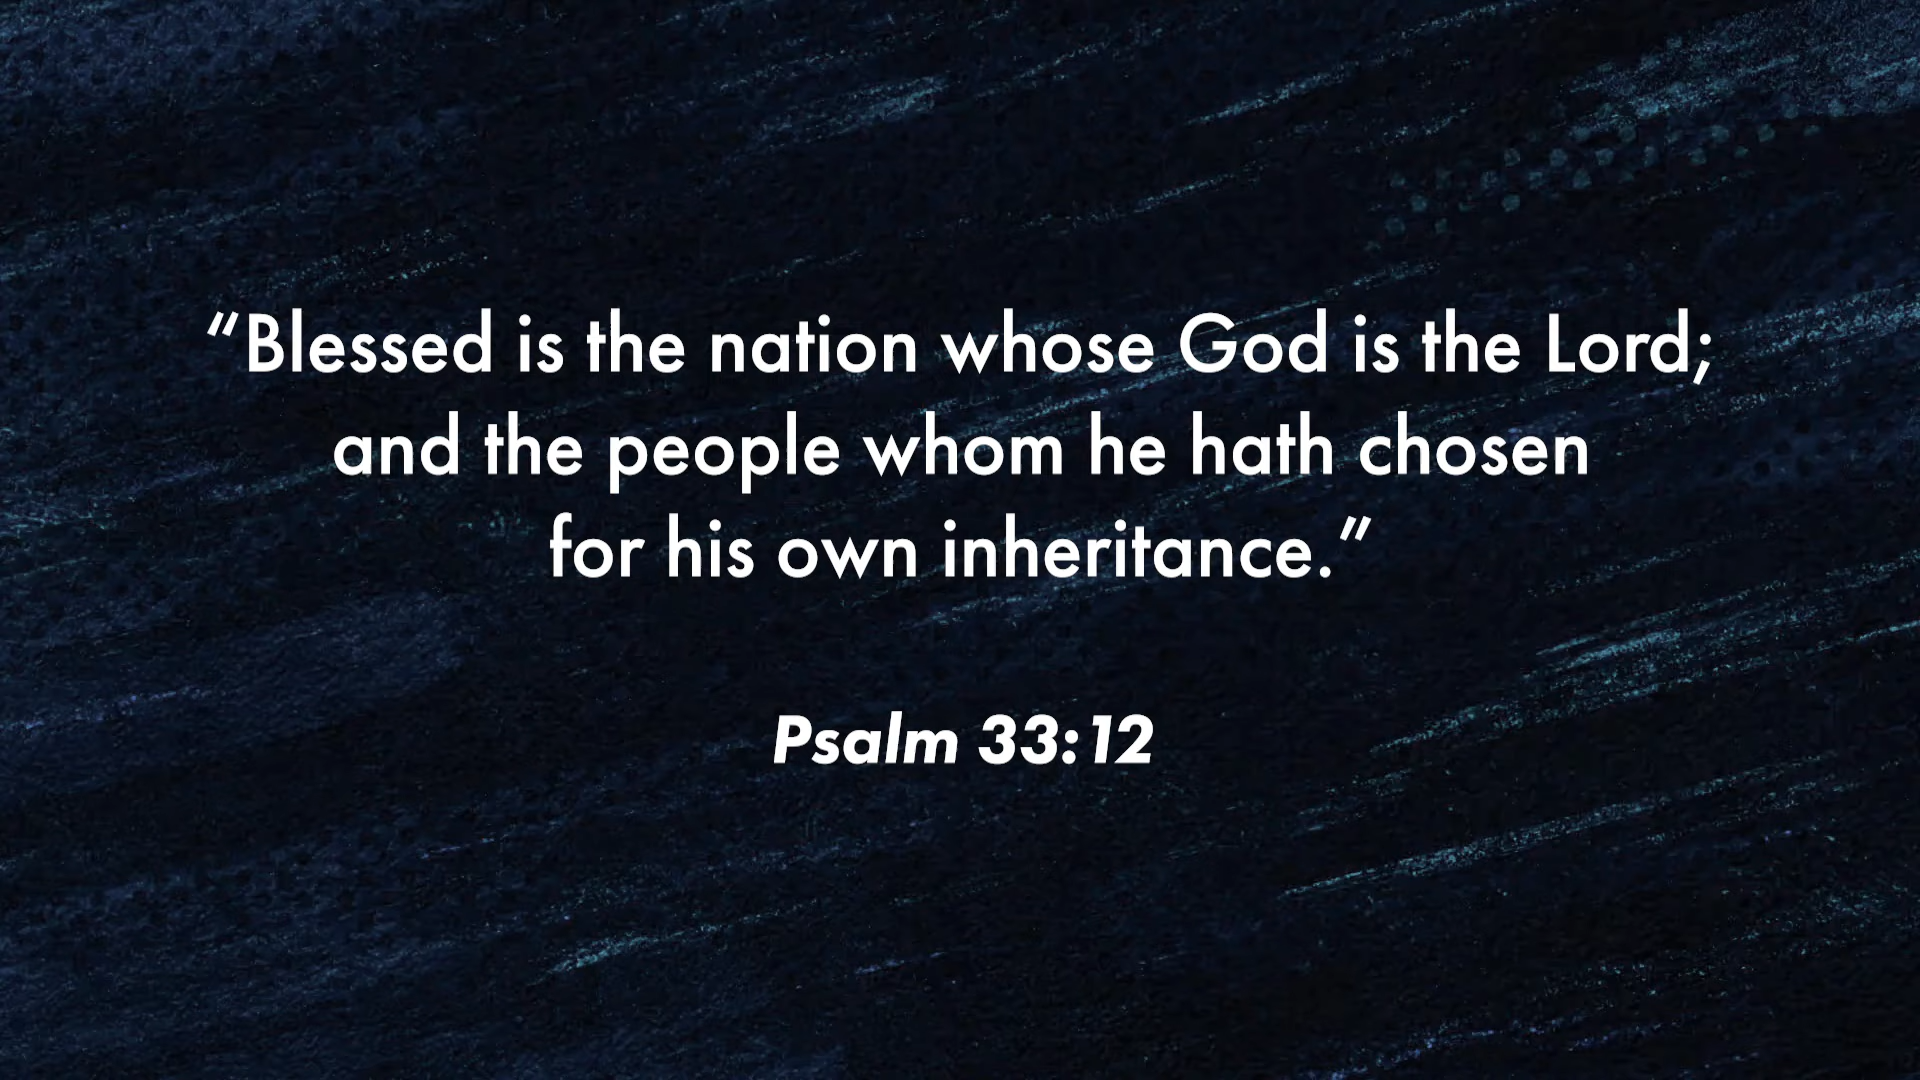 “Blessed is the nation whose God is the Lord;
and the people whom he hath chosen
for his own inheritance.”
Psalm 33:12